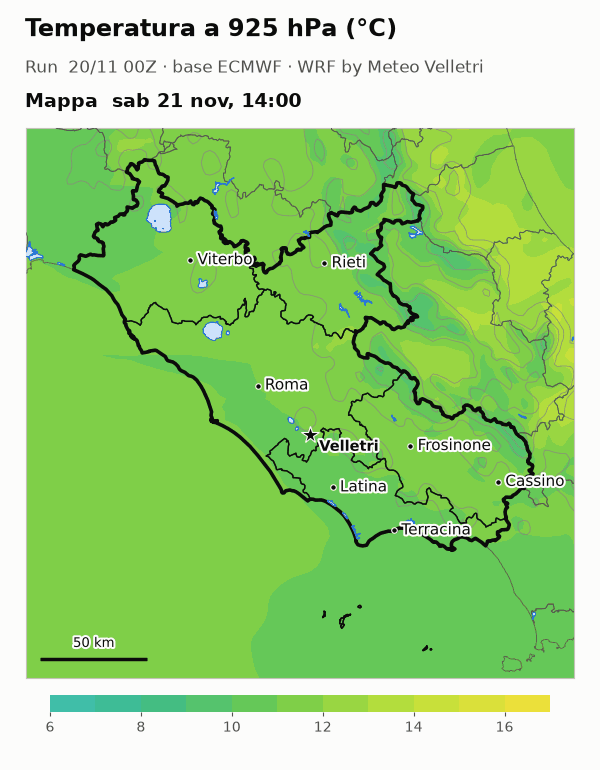 Temperatura a 925 hPa (°C)
Run  20/11 00Z · base ECMWF · WRF by Meteo Velletri
Mappa  sab 21 nov, 14:00
Viterbo
Rieti
Roma
Velletri
Frosinone
Cassino
Latina
Terracina
50 km
6 8 10 12 14 16